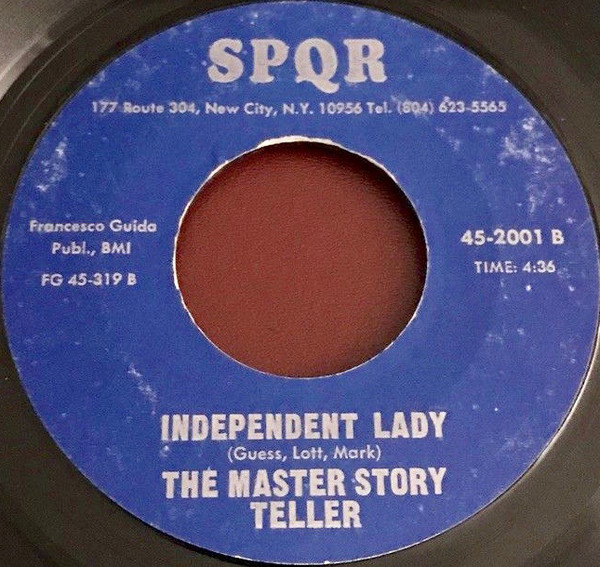 SPQR
177 Route 304, New City, N.Y. 10956 Tel. (804) 623-5565
Francesco Guida
Publ., BMI
FG 45-319 B
45-2001 B
TIME: 4:36
INDEPENDENT LADY
(Guess, Lott, Mark)
THE MASTER STORY
TELLER